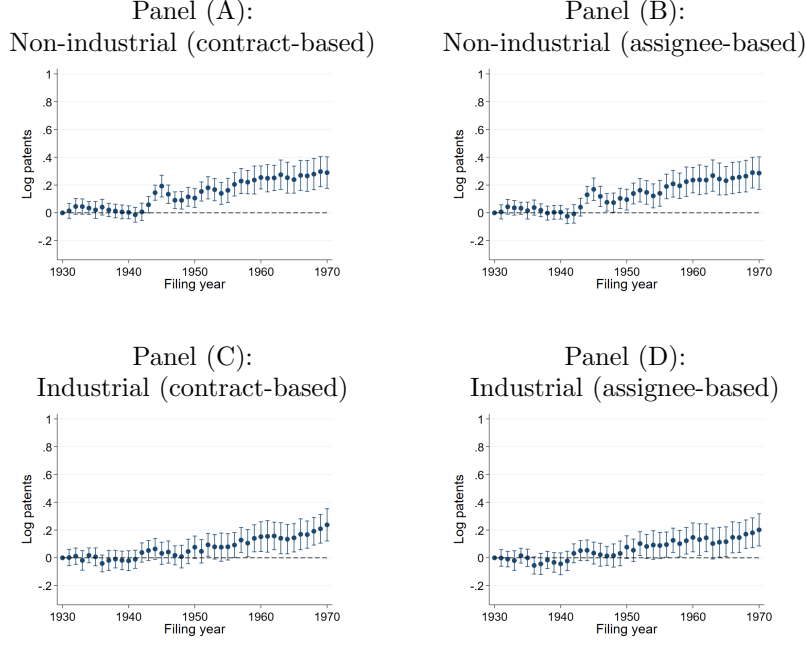 Panel (A):
Non-industrial (contract-based)
Log patents
1
.8
.6
.4
.2
0
-.2
1930 1940 1950 1960 1970
Filing year
Panel (B):
Non-industrial (assignee-based)
Log patents
1
.8
.6
.4
.2
0
-.2
1930 1940 1950 1960 1970
Filing year
Panel (C):
Industrial (contract-based)
Log patents
1
.8
.6
.4
.2
0
-.2
1930 1940 1950 1960 1970
Filing year
Panel (D):
Industrial (assignee-based)
Log patents
1
.8
.6
.4
.2
0
-.2
1930 1940 1950 1960 1970
Filing year